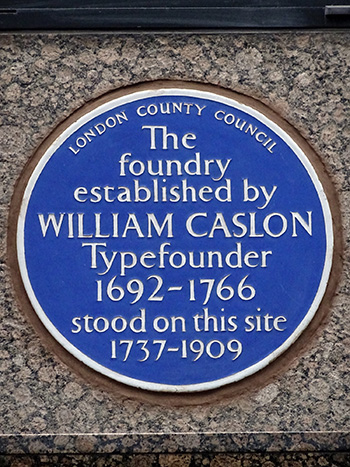 LONDON COUNTY COUNCIL
The
foundry
established by
WILLIAM CASLON
Typefounder
1692-1766
stood on this site
1737-1909